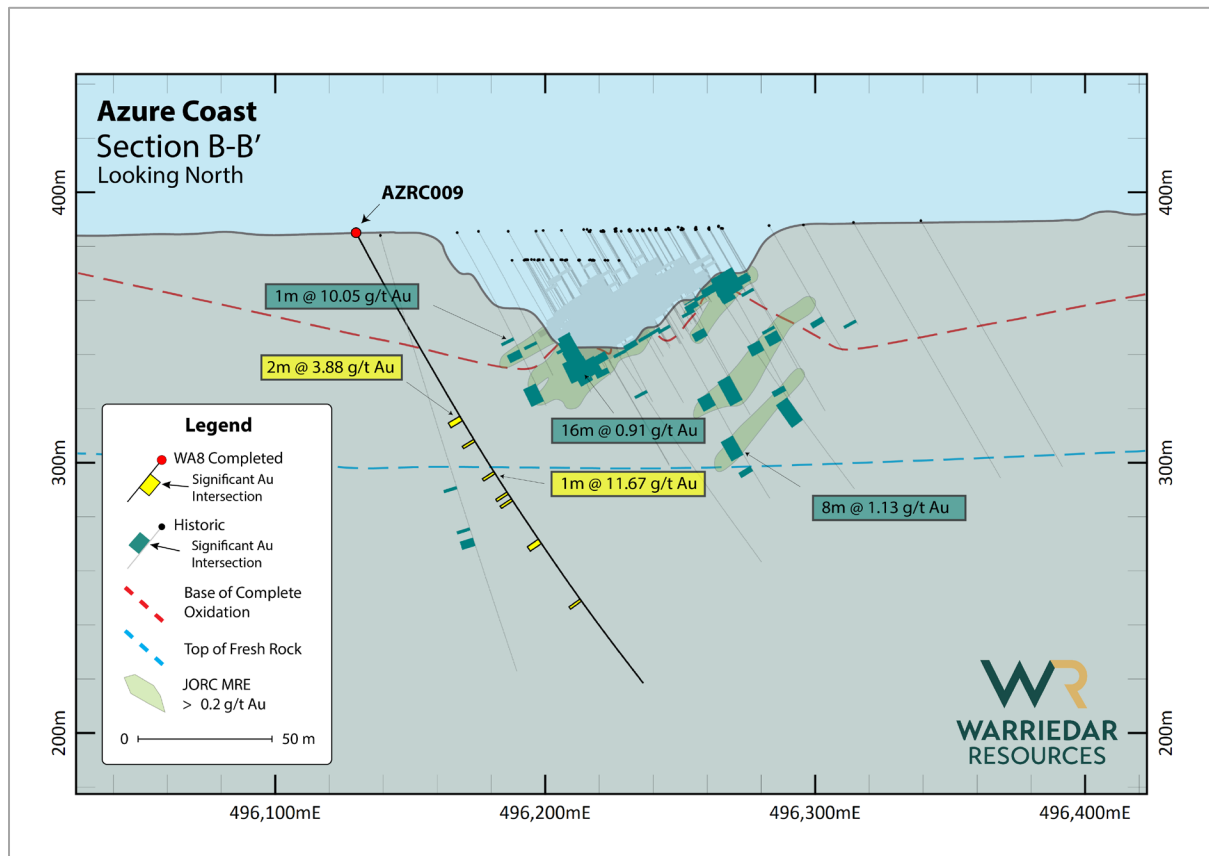 Azure Coast
Section B-B’
Looking North
AZRC009
400m
400m
1m @ 10.05 g/t Au
2m @ 3.88 g/t Au
16m @ 0.91 g/t Au
300m
300m
1m @ 11.67 g/t Au
8m @ 1.13 g/t Au
Legend
WA8 Completed
Significant Au
Intersection
Historic
Significant Au
Intersection
Base of Complete
Oxidation
Top of Fresh Rock
JORC MRE
> 0.2 g/t Au
0 50 m
200m
200m
WR
WARRIEDAR
RESOURCES
496,100mE
496,200mE
496,300mE
496,400mE